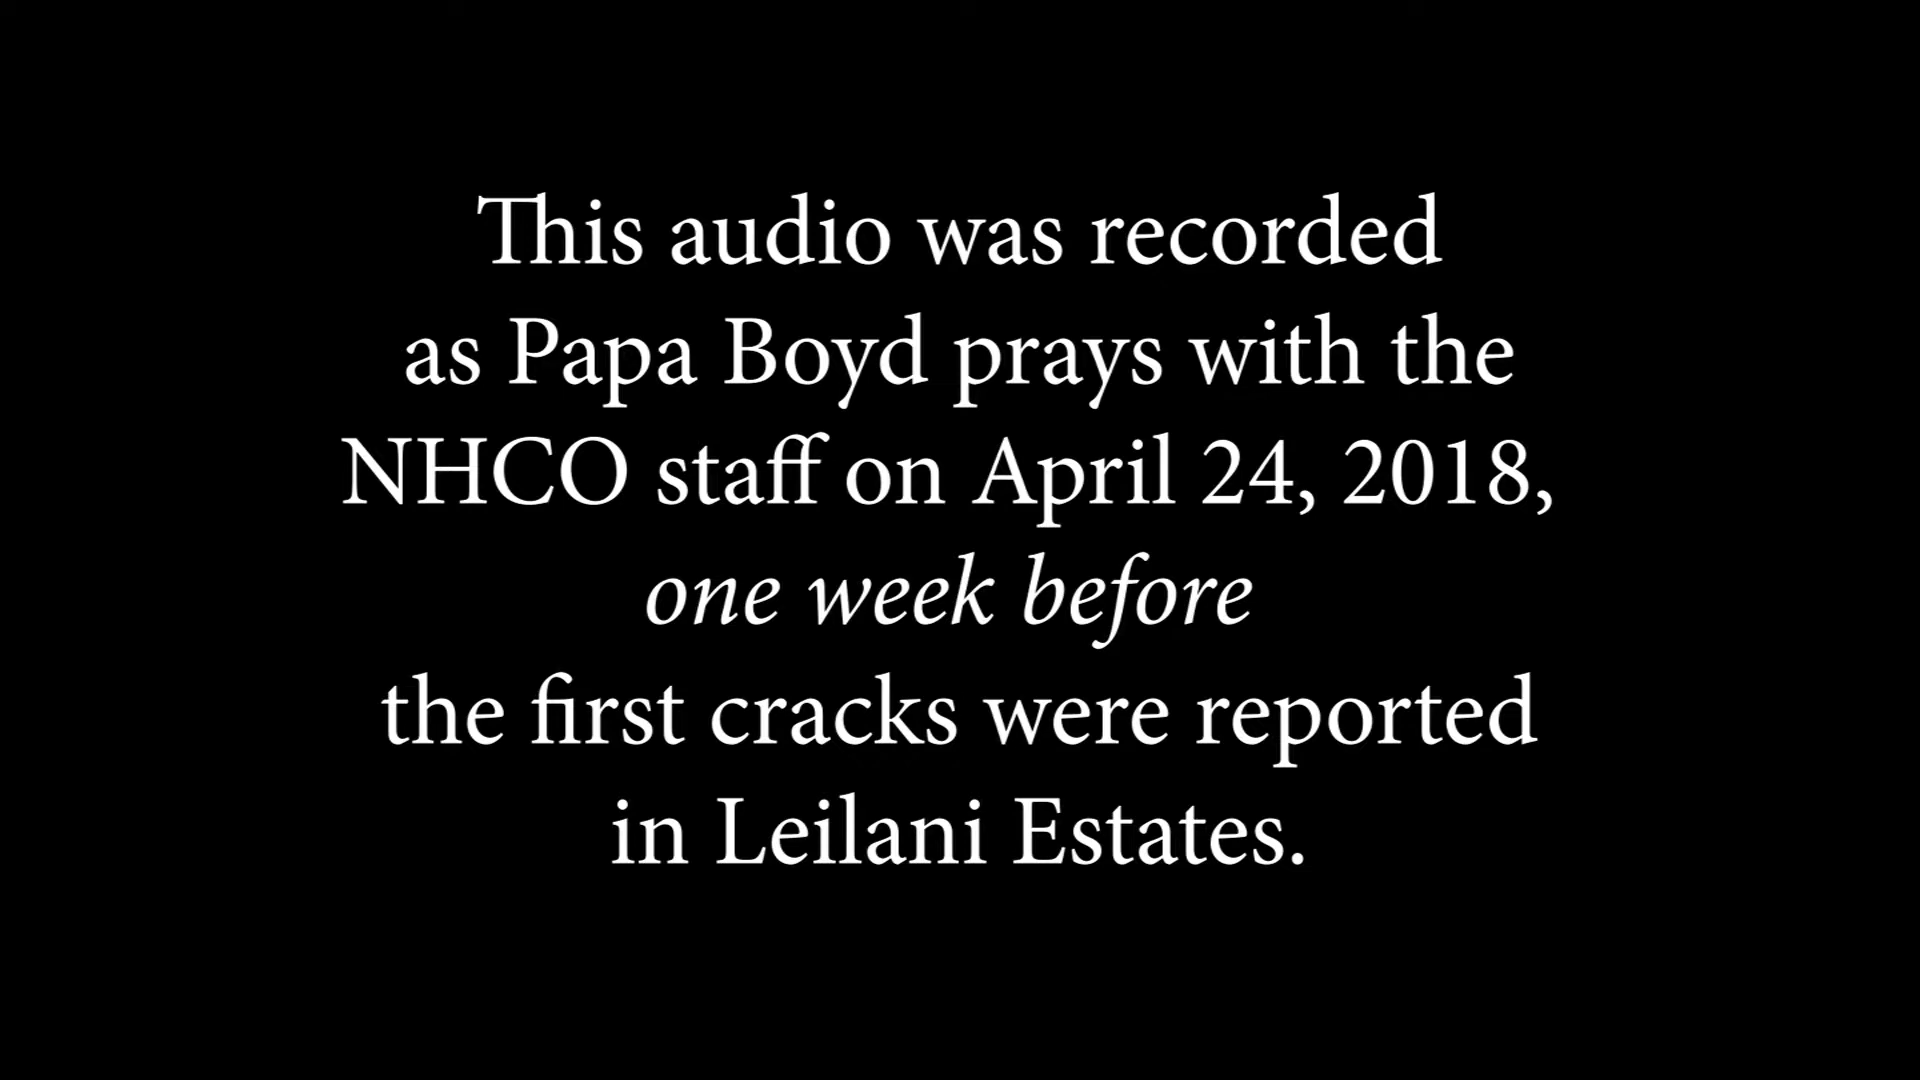 This audio was recorded
as Papa Boyd prays with the
NHCO staff on April 24, 2018,
one week before
the first cracks were reported
in Leilani Estates.